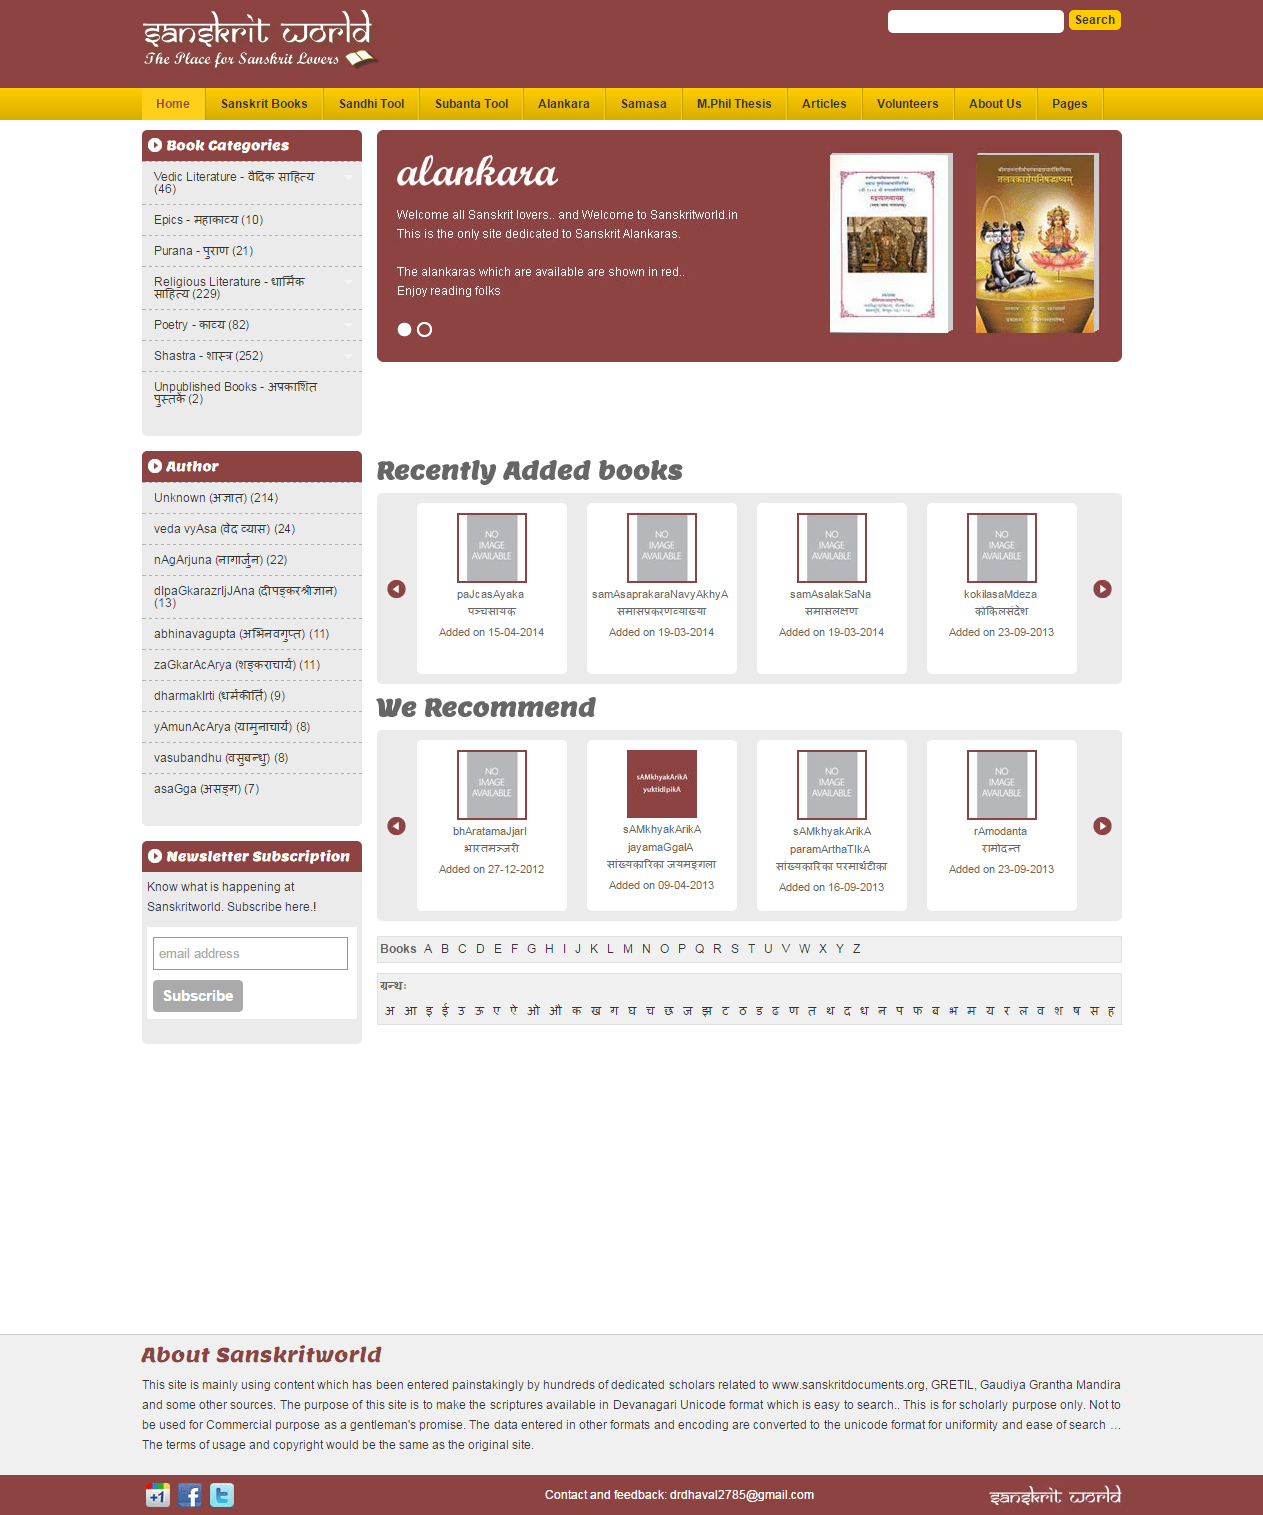 sanskrit world
The Place for Sanskrit Lovers
Search
Home Sanskrit Books Sandhi Tool Subanta Tool Alankara Samasa M.Phil Thesis Articles Volunteers About Us Pages
Book Categories
Vedic Literature - वैदिक साहित्य
(46)
Epics - महाकाव्य (10)
Purana - पुराण (21)
Religious Literature - धार्मिक
साहित्य (229)
Poetry - काव्य (82)
Shastra - शास्त्र (252)
Unpublished Books - अप्रकाशित
पुस्तकें (2)
alankara
Welcome all Sanskrit lovers.. and Welcome to Sanskritworld.in
This is the only site dedicated to Sanskrit Alankaras.
The alankaras which are available are shown in red..
Enjoy reading folks
तलवकारोपनिषद्भाष्यम्
Author
Unknown (अज्ञात) (214)
veda vyAsa (वेद व्यास) (24)
nAgArjuna (नागार्जुन) (22)
dIpaGkarazrIjJAna (दीपङ्करश्रीज्ञान)
(13)
abhinavagupta (अभिनवगुप्त) (11)
zaGkarAcArya (शङ्कराचार्य) (11)
dharmakIrti (धर्मकीर्ति) (9)
yAmunAcArya (यामुनाचार्य) (8)
vasubandhu (वसुबन्धु) (8)
asaGga (असङ्ग) (7)
Recently Added books
NO IMAGE AVAILABLE
paJcasAyaka
पञ्चसायक
Added on 15-04-2014
NO IMAGE AVAILABLE
samAsaprakaraNavyAkhyA
समासप्रकरणव्याख्या
Added on 19-03-2014
NO IMAGE AVAILABLE
samAsalakSaNa
समासलक्षण
Added on 19-03-2014
NO IMAGE AVAILABLE
kokilasaMdeza
कोकिलसंदेश
Added on 23-09-2013
We Recommend
NO IMAGE AVAILABLE
bhAratamaJjarI
भारतमञ्जरी
Added on 27-12-2012
sAMkhyakArikA
yuktidIpikA
sAMkhyakArikA
jayamaGgalA
सांख्यकारिका जयमङ्गला
Added on 09-04-2013
NO IMAGE AVAILABLE
sAMkhyakArikA
paramArthaTIkA
सांख्यकारिका परमार्थटीका
Added on 16-09-2013
NO IMAGE AVAILABLE
rAmodanta
रामोदन्त
Added on 23-09-2013
Newsletter Subscription
Know what is happening at
Sanskritworld. Subscribe here.!
email address
Subscribe
Books A B C D E F G H I J K L M N O P Q R S T U V W X Y Z
ग्रन्थः
अ आ इ ई उ ऊ ए ऐ ओ औ क ख ग घ च छ ज झ ट ठ ड ढ ण त थ द ध न प फ ब भ म य र ल व श ष स ह
About Sanskritworld
This site is mainly using content which has been entered painstakingly by hundreds of dedicated scholars related to www.sanskritdocuments.org, GRETIL, Gaudiya Grantha Mandira
and some other sources. The purpose of this site is to make the scriptures available in Devanagari Unicode format which is easy to search.. This is for scholarly purpose only. Not to
be used for Commercial purpose as a gentleman's promise. The data entered in other formats and encoding are converted to the unicode format for uniformity and ease of search ...
The terms of usage and copyright would be the same as the original site.
+1
Contact and feedback: drdhaval2785@gmail.com
sanskrit world